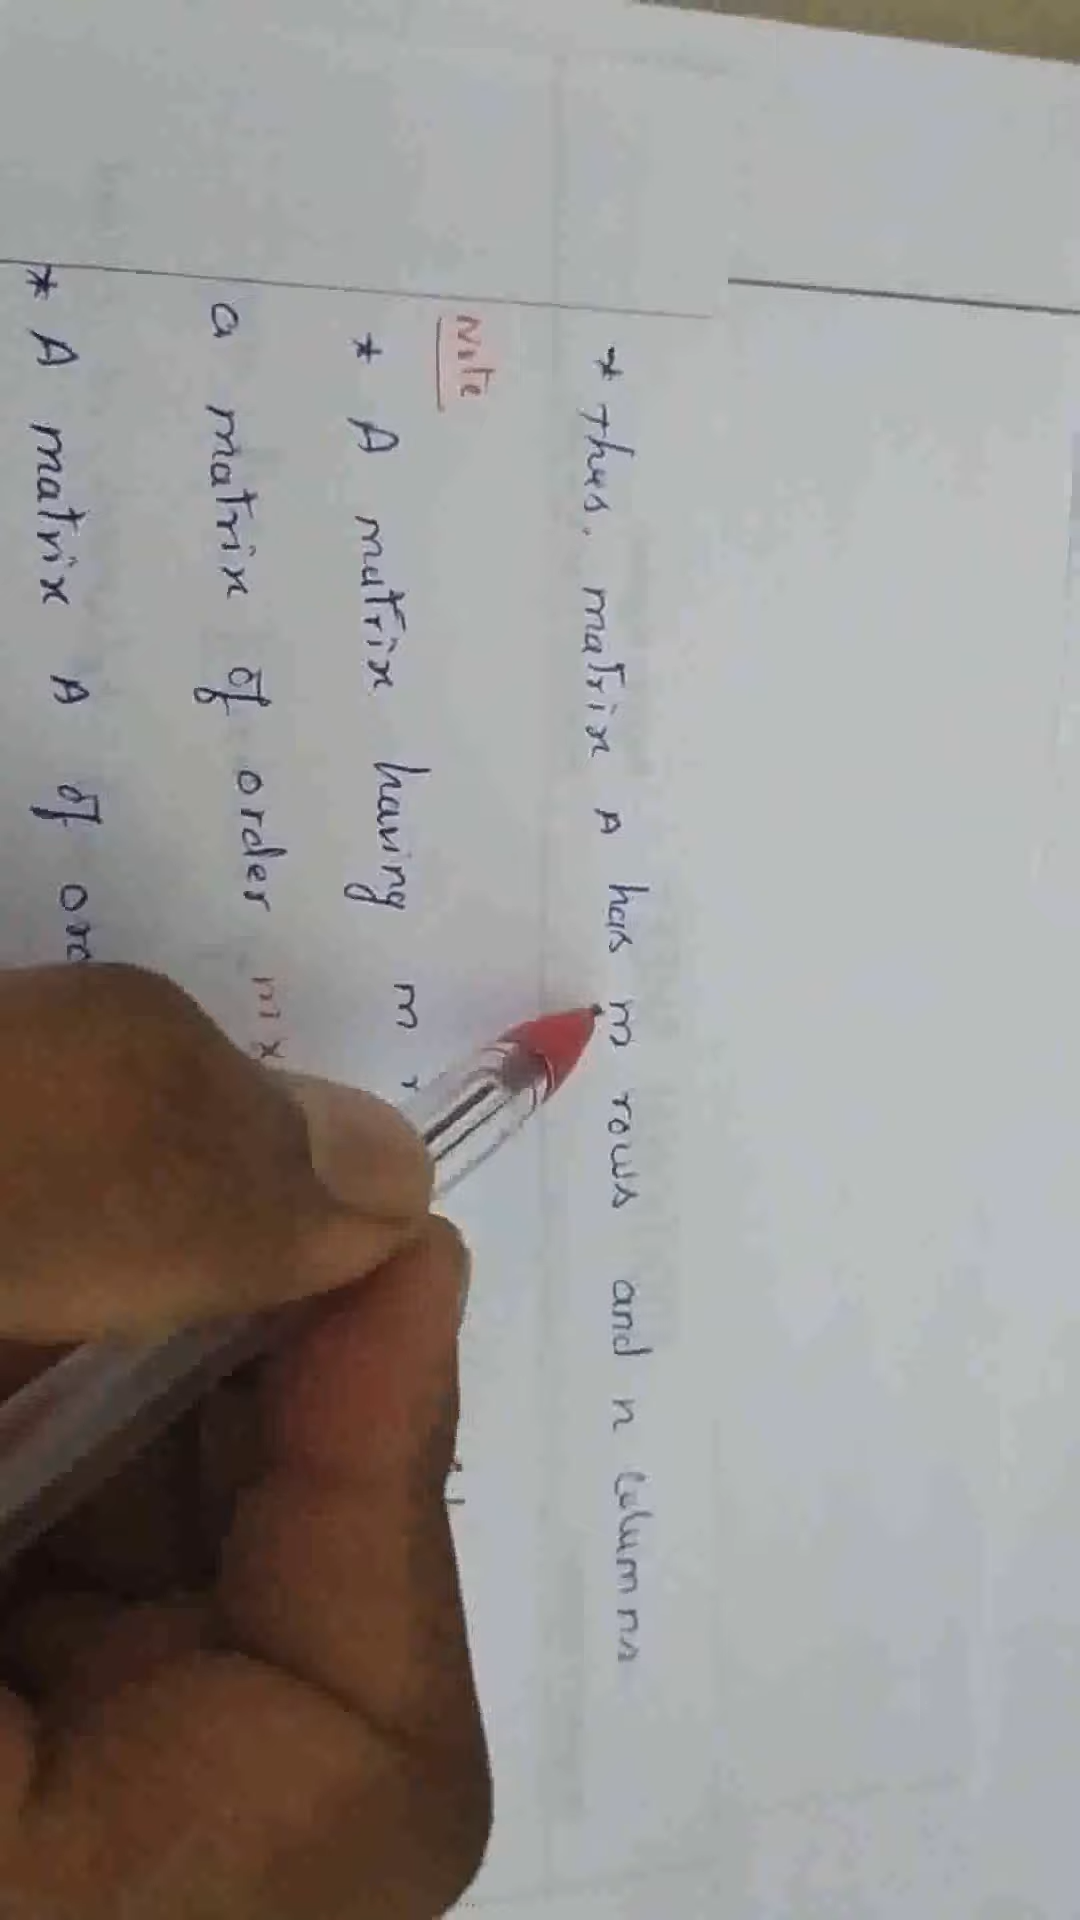 * Thus, matrix A has m rows and n columns
Note
* A matrix having m
a matrix of order m x
* A matrix A of